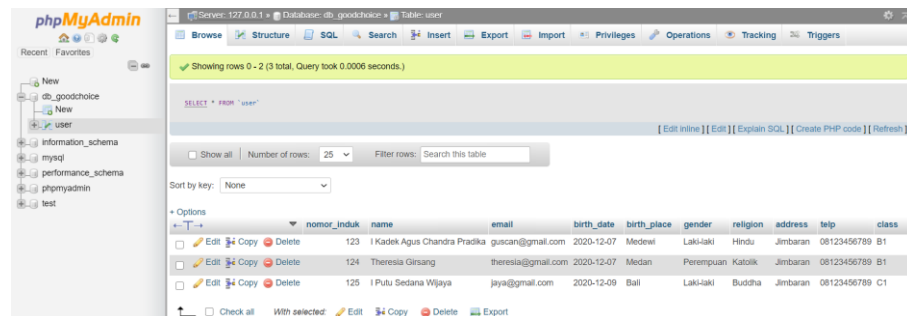 phpMyAdmin
Recent Favorites
New
db_goodchoice
New
user
information_schema
mysql
performance_schema
phpmyadmin
test
Server: 127.0.0.1 » Database: db_goodchoice » Table: user
Browse Structure SQL Search Insert Export Import Privileges Operations Tracking Triggers
Showing rows 0 - 2 (3 total, Query took 0.0006 seconds.)
SELECT * FROM `user`
[ Edit inline ] [ Edit ] [ Explain SQL ] [ Create PHP code ] [ Refresh ]
Show all Number of rows: 25 Filter rows: Search this table
Sort by key: None
+ Options
←T→ nomor_induk name email birth_date birth_place gender religion address telp class
Edit Copy Delete 123 I Kadek Agus Chandra Pradika guscan@gmail.com 2020-12-07 Medewi Laki-laki Hindu Jimbaran 08123456789 B1
Edit Copy Delete 124 Theresia Girsang theresia@gmail.com 2020-12-07 Medan Perempuan Katolik Jimbaran 08123456789 B1
Edit Copy Delete 125 I Putu Sedana Wijaya jaya@gmail.com 2020-12-09 Bali Laki-laki Buddha Jimbaran 08123456789 C1
Check all With selected: Edit Copy Delete Export